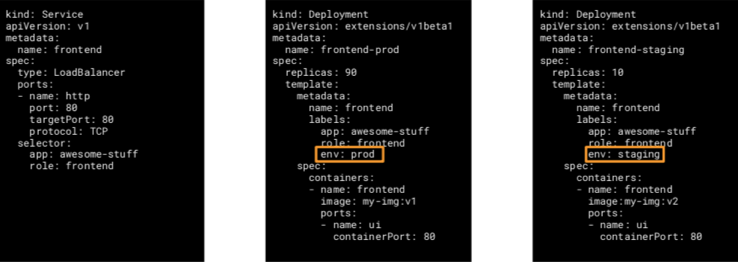 kind: Service
apiVersion: v1
metadata:
  name: frontend
spec:
  type: LoadBalancer
  ports:
  - name: http
    port: 80
    targetPort: 80
    protocol: TCP
  selector:
    app: awesome-stuff
    role: frontend
kind: Deployment
apiVersion: extensions/v1beta1
metadata:
  name: frontend-prod
spec:
  replicas: 90
  template:
    metadata:
      name: frontend
      labels:
        app: awesome-stuff
        role: frontend
        env: prod
    spec:
      containers:
      - name: frontend
        image: my-img:v1
        ports:
        - name: ui
          containerPort: 80
kind: Deployment
apiVersion: extensions/v1beta1
metadata:
  name: frontend-staging
spec:
  replicas: 10
  template:
    metadata:
      name: frontend
      labels:
        app: awesome-stuff
        role: frontend
        env: staging
    spec:
      containers:
      - name: frontend
        image:my-img:v2
        ports:
        - name: ui
          containerPort: 80